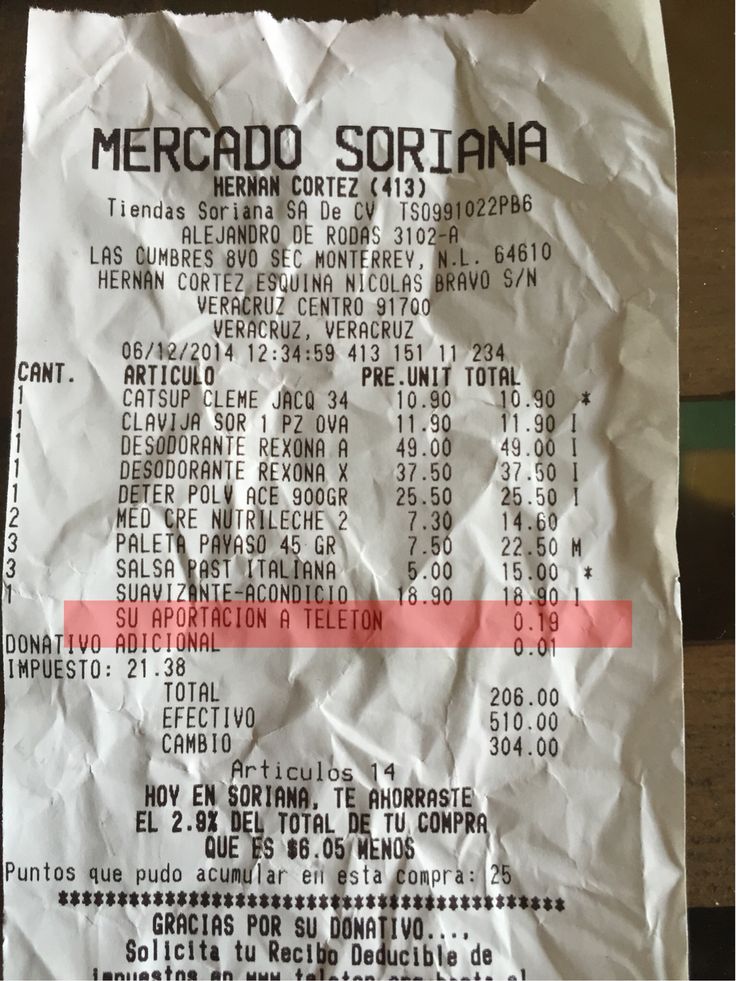 MERCADO SORIANA
HERNAN CORTEZ (413)
Tiendas Soriana SA De CV TSO991022PB6
ALEJANDRO DE RODAS 3102-A
LAS CUMBRES 8VO SEC MONTERREY, N.L. 64610
HERNAN CORTEZ ESQUINA NICOLAS BRAVO S/N
VERACRUZ CENTRO 91700
VERACRUZ, VERACRUZ
06/12/2014 12:34:59 413 151 11 234
CANT. ARTICULO PRE.UNIT TOTAL
1 CATSUP CLEME JACQ 34 10.90 10.90 *
1 CLAVIJA SOR 1 PZ OVA 11.90 11.90 I
1 DESODORANTE REXONA A 49.00 49.00 I
1 DESODORANTE REXONA X 37.50 37.50 I
1 DETER POLV ACE 900GR 25.50 25.50 I
2 MED CRE NUTRILECHE 2 7.30 14.60
3 PALETA PAYASO 45 GR 7.50 22.50 M
3 SALSA PAST ITALIANA 5.00 15.00 *
1 SUAVIZANTE-ACONDICIO 18.90 18.90 I
SU APORTACION A TELETON 0.19
DONATIVO ADICIONAL 0.01
IMPUESTO: 21.38
TOTAL 206.00
EFECTIVO 510.00
CAMBIO 304.00
Articulos 14
HOY EN SORIANA, TE AHORRASTE
EL 2.9% DEL TOTAL DE TU COMPRA
QUE ES $6.05 MENOS
Puntos que pudo acumular en esta compra: 25
*******************************************
GRACIAS POR SU DONATIVO....,
Solicita tu Recibo Deducible de
impuestos en www.teleton.org hasta el